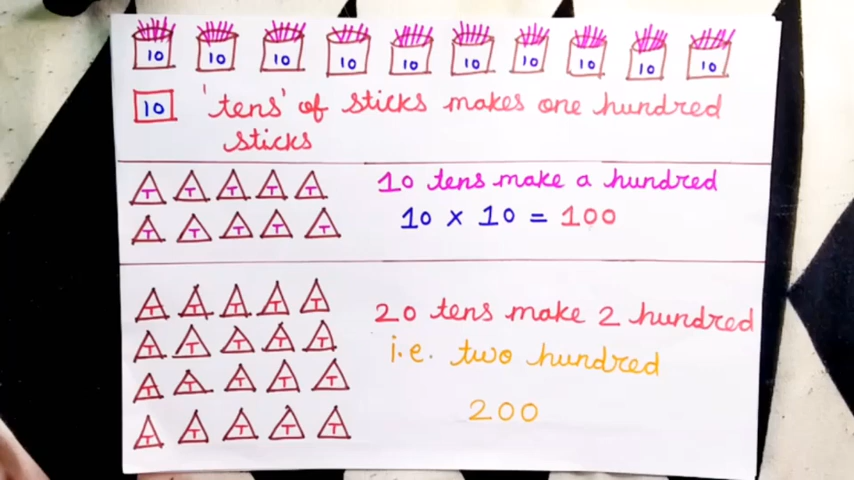 10 10 10 10 10 10 10 10 10 10
10 'tens' of sticks makes one hundred
sticks
T T T T T
10 tens make a hundred
T T T T T
10 x 10 = 100
T T T T T
20 tens make 2 hundred
T T T T T
i.e. two hundred
T T T T T
200
T T T T T